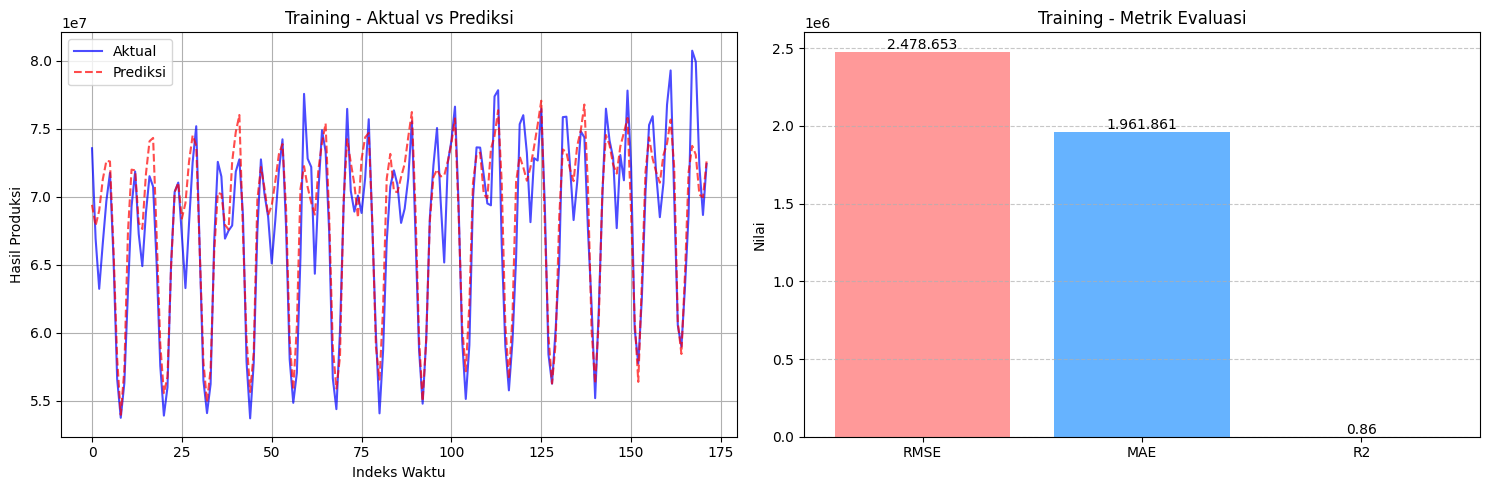 Training - Aktual vs Prediksi
1e7
Aktual
Prediksi
8.0
7.5
7.0
6.5
6.0
5.5
Hasil Produksi
0 25 50 75 100 125 150 175
Indeks Waktu
Training - Metrik Evaluasi
1e6
2.5
2.0
1.5
1.0
0.5
0.0
Nilai
2.478.653
1.961.861
0.86
RMSE MAE R2